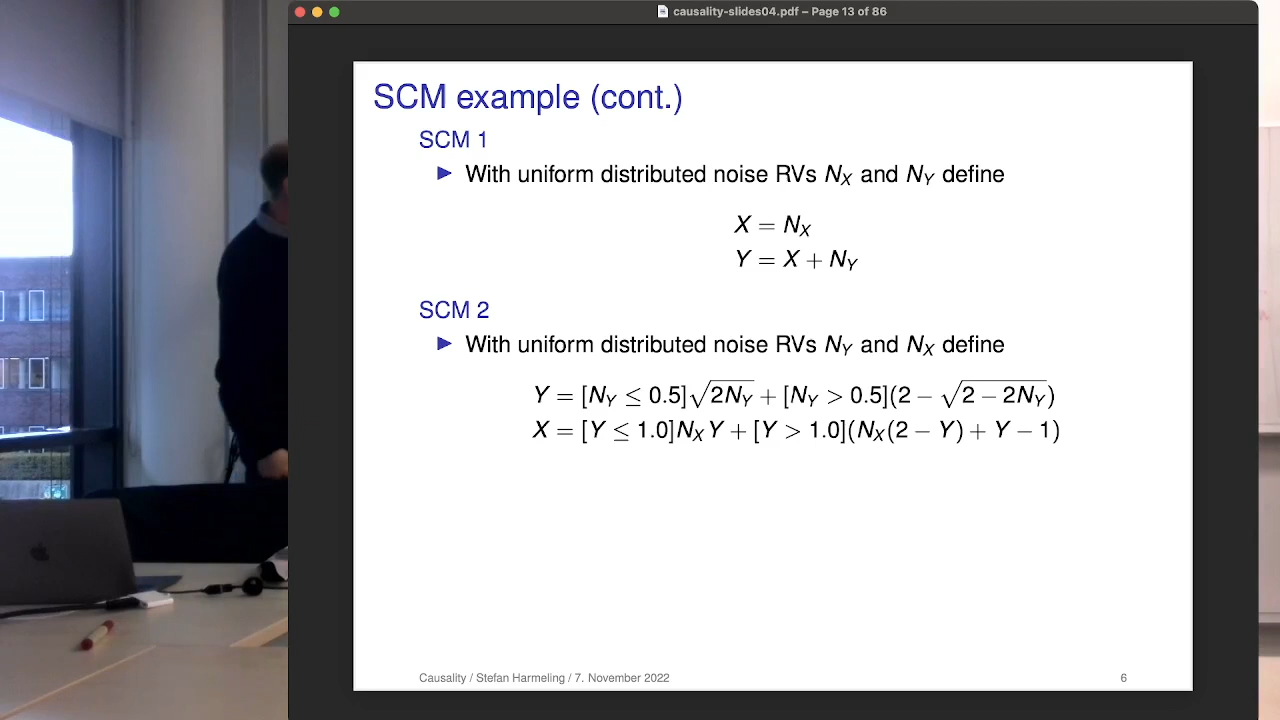 causality-slides04.pdf – Page 13 of 86
SCM example (cont.)
SCM 1
▶ With uniform distributed noise RVs N_X and N_Y define
X = N_X
Y = X + N_Y
SCM 2
▶ With uniform distributed noise RVs N_Y and N_X define
Y = [N_Y ≤ 0.5]√(2N_Y) + [N_Y > 0.5](2 − √(2 − 2N_Y))
X = [Y ≤ 1.0]N_X Y + [Y > 1.0](N_X(2 − Y) + Y − 1)
Causality / Stefan Harmeling / 7. November 2022
6